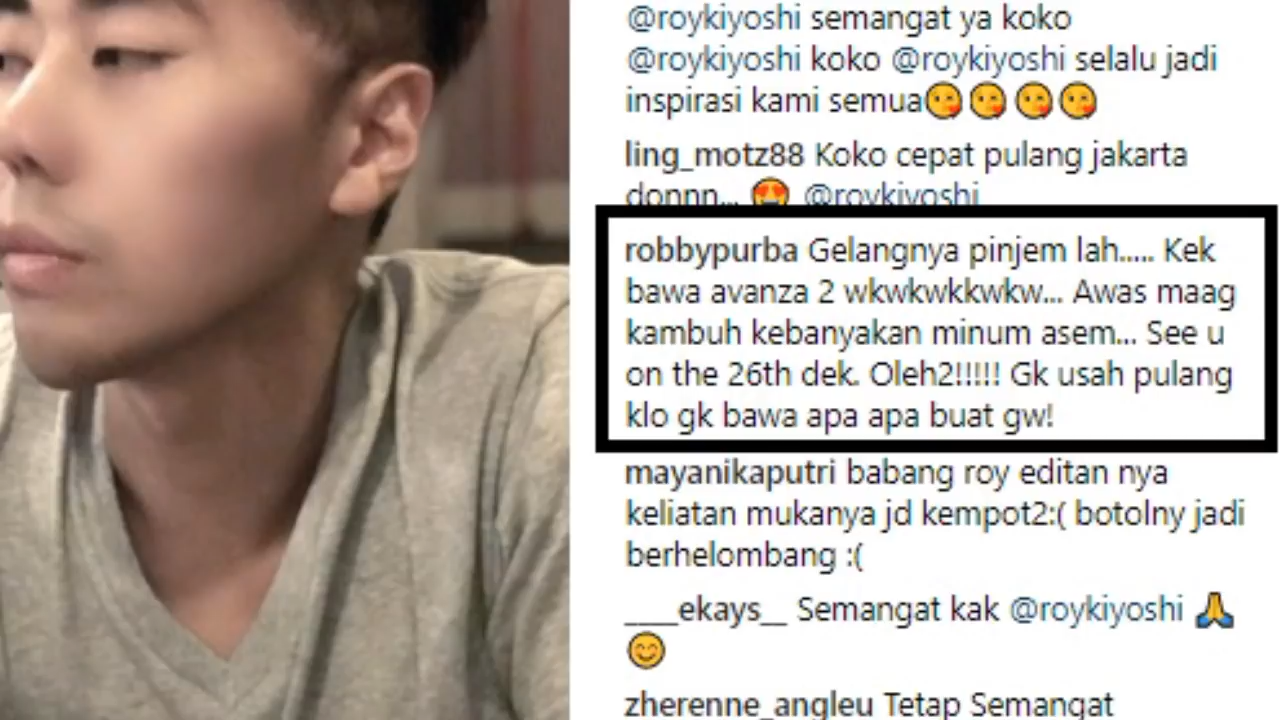 @roykiyoshi semangat ya koko
@roykiyoshi koko @roykiyoshi selalu jadi
inspirasi kami semua😘😘😘😘
ling_motz88 Koko cepat pulang jakarta
donnn... 😍 @roykiyoshi
robbypurba Gelangnya pinjem lah..... Kek
bawa avanza 2 wkwkwkkwkw... Awas maag
kambuh kebanyakan minum asem... See u
on the 26th dek. Oleh2!!!!! Gk usah pulang
klo gk bawa apa apa buat gw!
mayanikaputri babang roy editan nya
keliatan mukanya jd kempot2:( botolny jadi
berhelombang :(
____ekays__ Semangat kak @roykiyoshi 🙏
😊
zherenne_angleu Tetap Semangat